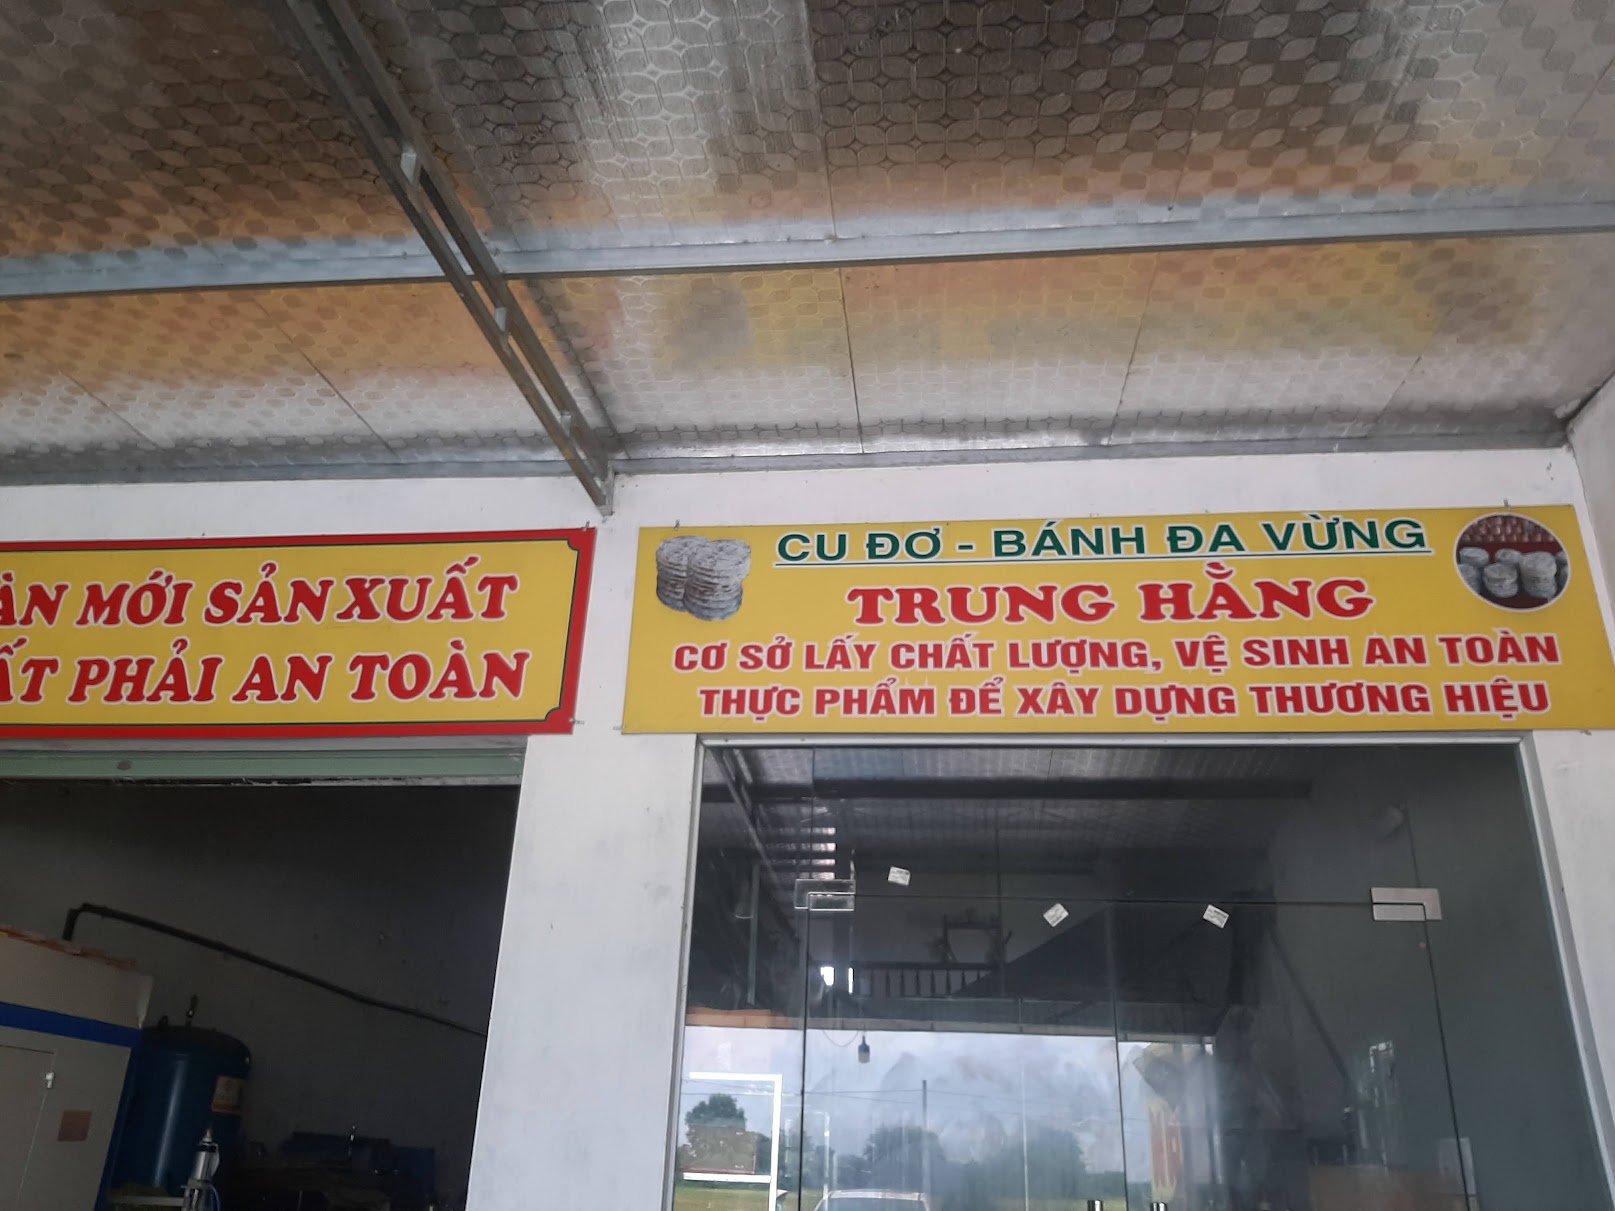 ÀN MỚI SẢN XUẤT
ẤT PHẢI AN TOÀN
CU ĐƠ - BÁNH ĐA VỪNG
TRUNG HẰNG
CƠ SỞ LẤY CHẤT LƯỢNG, VỆ SINH AN TOÀN
THỰC PHẨM ĐỂ XÂY DỰNG THƯƠNG HIỆU